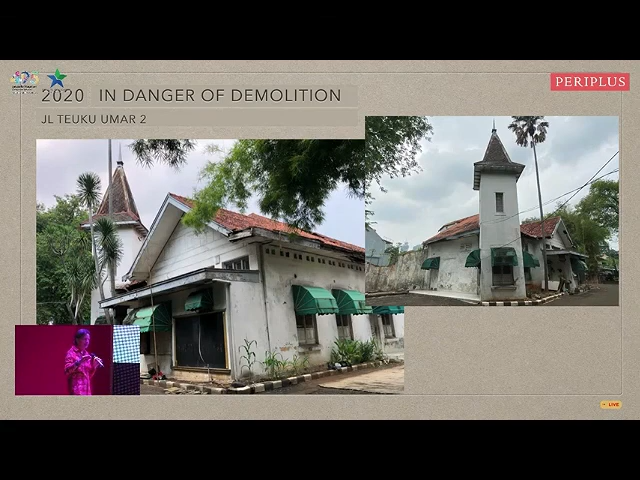 2020 IN DANGER OF DEMOLITION
PERIPLUS
JL TEUKU UMAR 2
LIVE